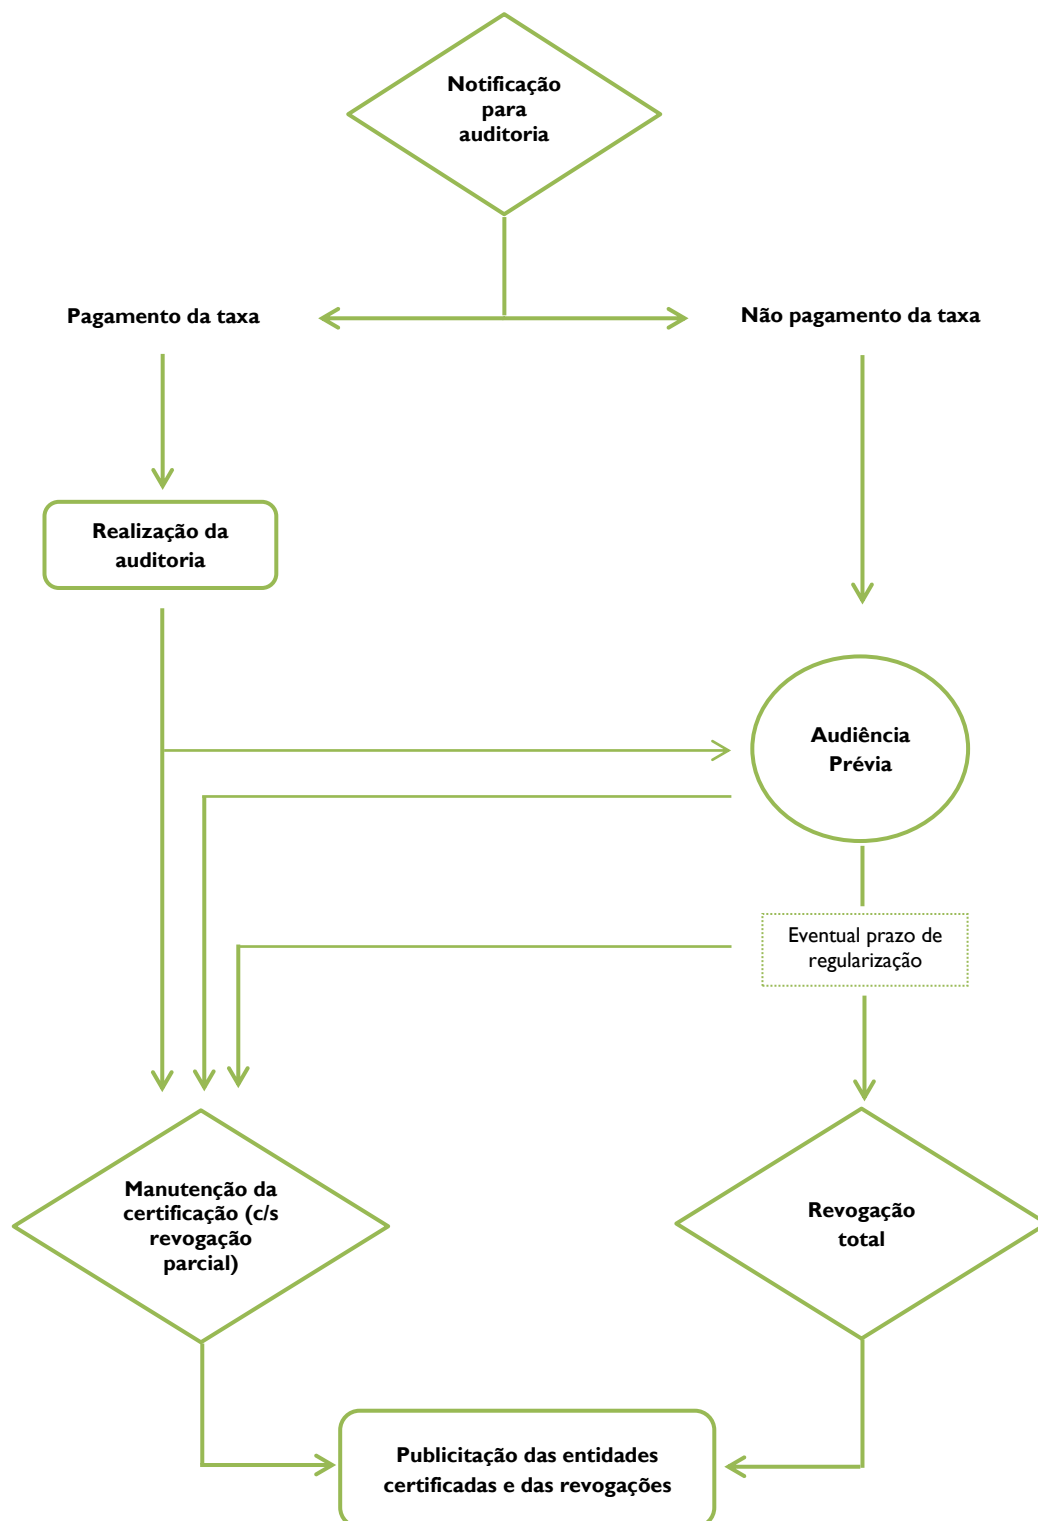 Notificação
para
auditoria
Pagamento da taxa
Não pagamento da taxa
Realização da
auditoria
Audiência
Prévia
Eventual prazo de
regularização
Manutenção da
certificação (c/s
revogação
parcial)
Revogação
total
Publicitação das entidades
certificadas e das revogações